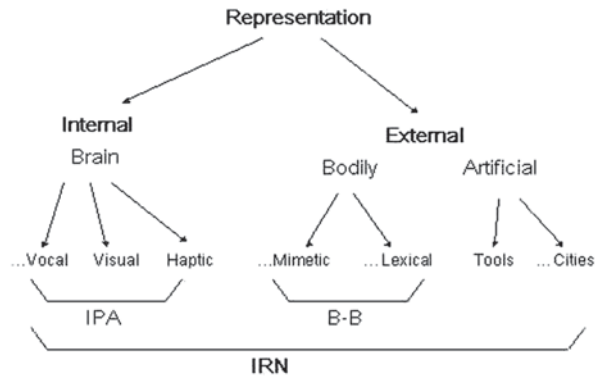 Representation
Internal
External
Brain
Bodily
Artificial
...Vocal
Visual
Haptic
...Mimetic
...Lexical
Tools
...Cities
IPA
B-B
IRN